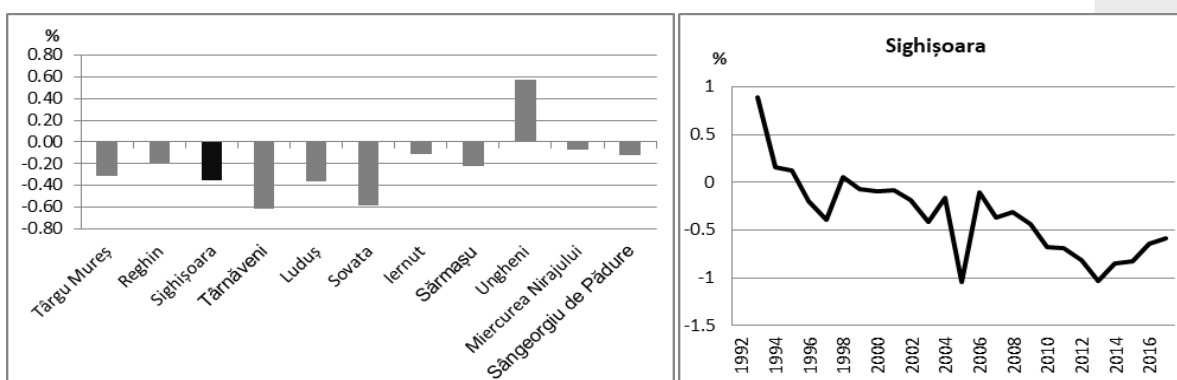 %
0.80
0.60
0.40
0.20
0.00
-0.20
-0.40
-0.60
-0.80
Târgu Mureș
Reghin
Sighișoara
Târnăveni
Luduș
Sovata
Iernut
Sărmașu
Ungheni
Miercurea Nirajului
Sângeorgiu de Pădure
Sighișoara
%
1
0.5
0
-0.5
-1
-1.5
1992
1994
1996
1998
2000
2002
2004
2006
2008
2010
2012
2014
2016